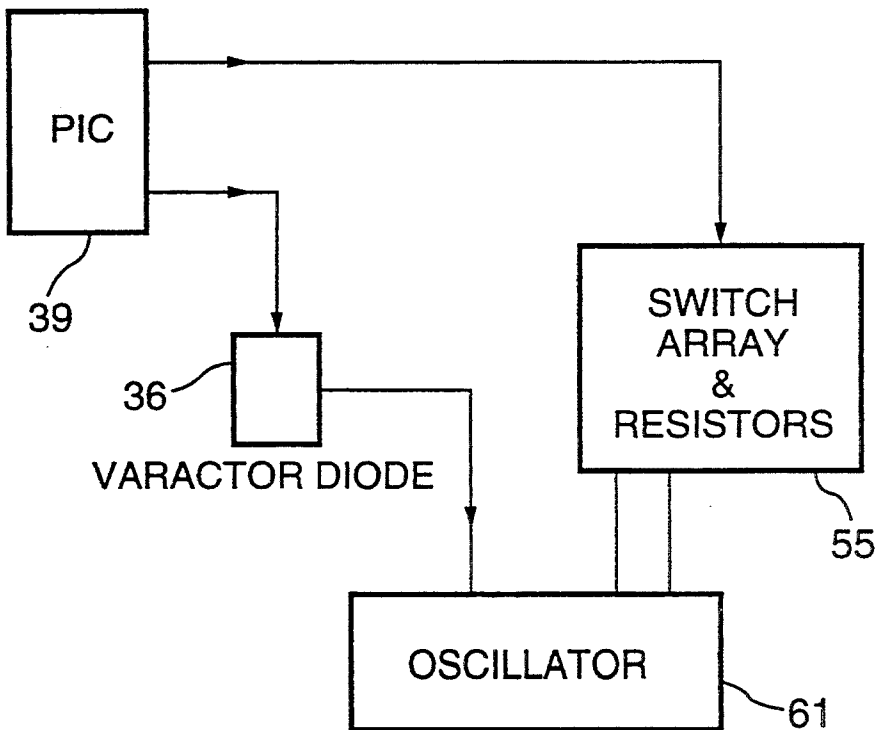 PIC
39
36
VARACTOR DIODE
SWITCH
ARRAY
&
RESISTORS
55
OSCILLATOR
61